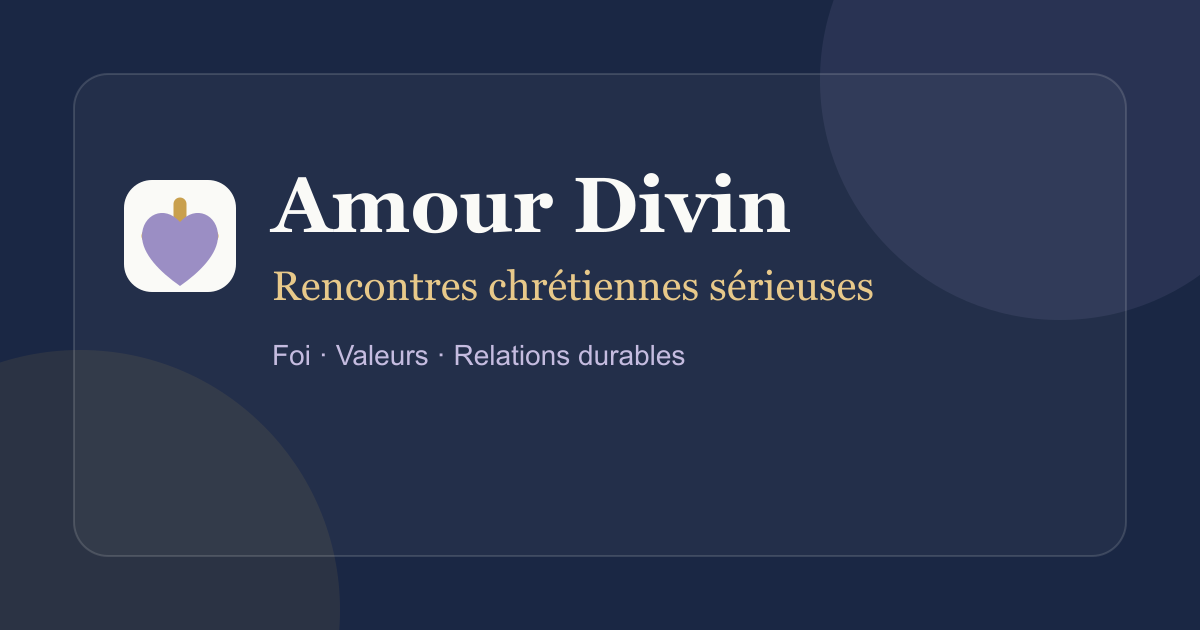 Amour Divin
Rencontres chrétiennes sérieuses
Foi · Valeurs · Relations durables